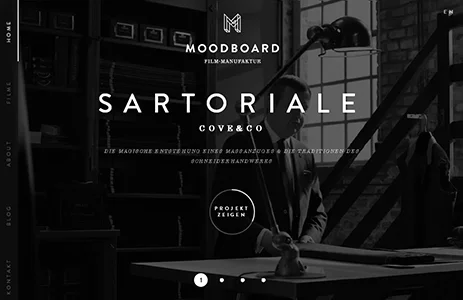 EN
HOME
FILME
ABOUT
BLOG
KONTAKT
MOODBOARD
FILM-MANUFAKTUR
SARTORIALE
COVE&CO
DIE MAGISCHE ENTSTEHUNG EINES MASSANZUGES & DIE TRADITIONEN DES
SCHNEIDERHANDWERKS
PROJEKT
ZEIGEN
1